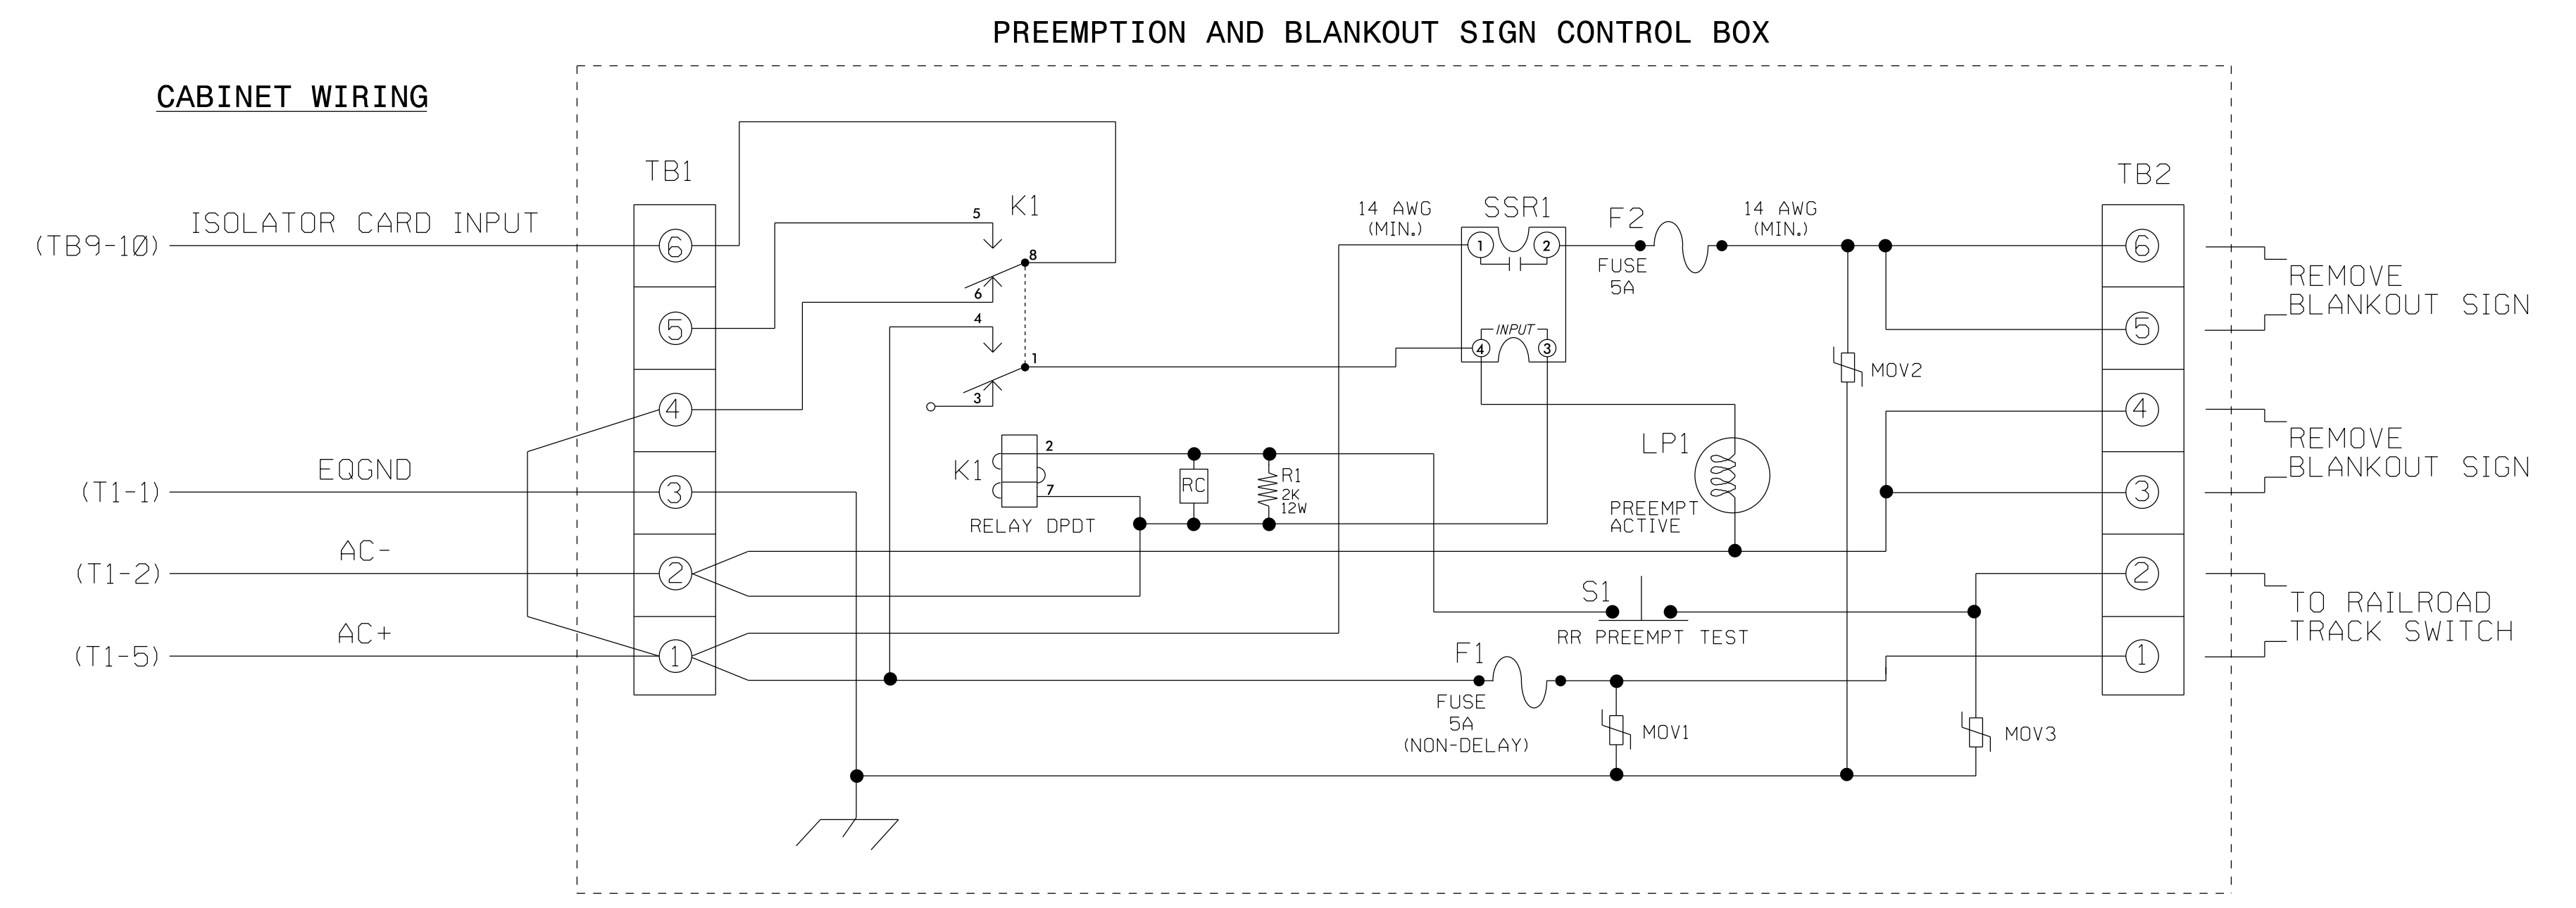 PREEMPTION AND BLANKOUT SIGN CONTROL BOX
CABINET WIRING
TB1
TB2
(TB9-10)
ISOLATOR CARD INPUT
EQGND
(T1-1)
AC-
(T1-2)
AC+
(T1-5)
6
5
4
3
2
1
5
K1
8
6
4
1
3
K1
2
7
RELAY DPDT
RC
R1
2K
12W
14 AWG
(MIN.)
SSR1
1
2
INPUT
4
3
F2
FUSE
5A
14 AWG
(MIN.)
MOV2
LP1
PREEMPT
ACTIVE
S1
RR PREEMPT TEST
F1
FUSE
5A
(NON-DELAY)
MOV1
MOV3
6
5
4
3
2
1
REMOVE
BLANKOUT SIGN
REMOVE
BLANKOUT SIGN
TO RAILROAD
TRACK SWITCH